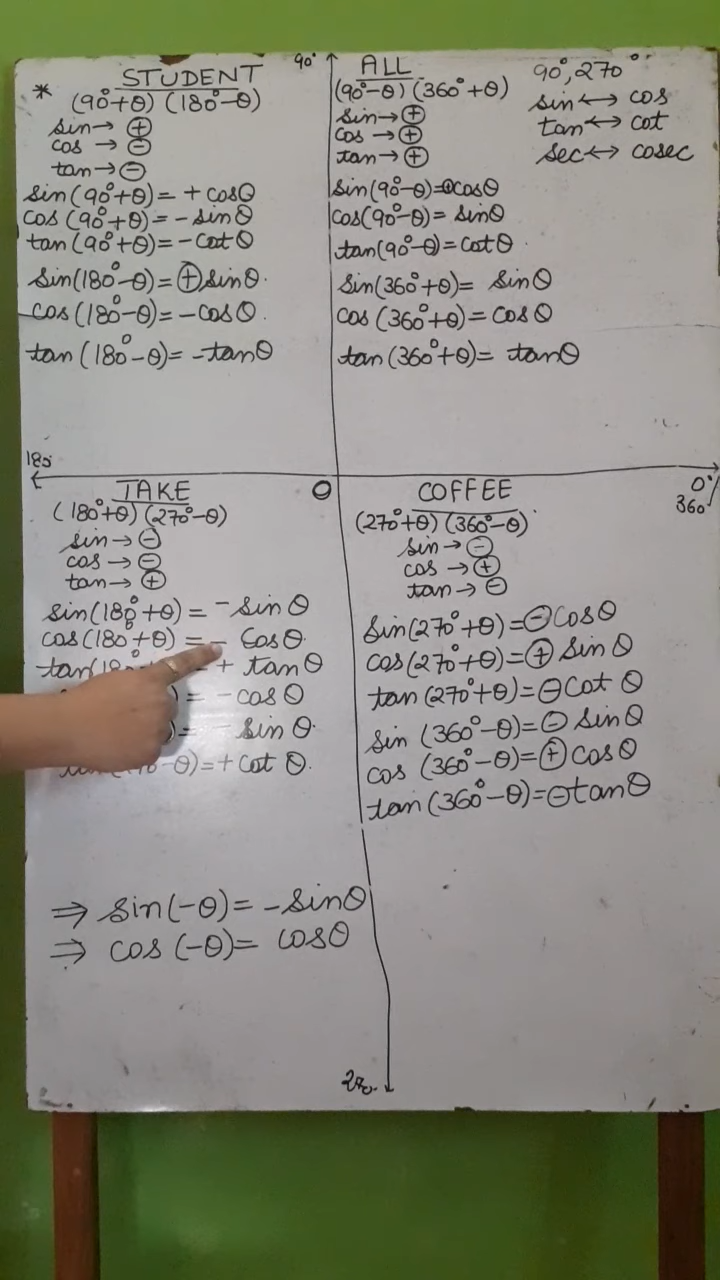 90°
* STUDENT
(90°+θ) (180°-θ)
sin→ ⊕
cos → ⊖
tan→ ⊖
sin(90°+θ)= + cosθ
cos(90°+θ)= - sinθ
tan(90°+θ)= -cotθ
sin(180°-θ)= ⊕ sinθ.
cos(180°-θ)= -cosθ.
tan(180°-θ)= -tanθ
ALL
(90°-θ) (360°+θ)
sin→ ⊕
cos → ⊕
tan → ⊕
sin(90°-θ)= cosθ
cos(90°-θ)= sinθ
tan(90°-θ)= cotθ.
sin(360°+θ)= sinθ
cos(360°+θ)= cosθ
tan(360°+θ)= tanθ
90°, 270°
sin↔ cos
tan↔ cot
sec↔ cosec
180
O
0°/
360°
TAKE
(180°+θ) (270°-θ)
sin→ ⊖
cos → ⊖
tan→ ⊕
sin(180°+θ)= -sinθ
cos(180°+θ)= - cosθ.
= + tanθ
)= -cosθ
= - sinθ.
-θ)=+ cotθ.
COFFEE
(270°+θ) (360°-θ)
sin→ ⊖
cos → ⊕
tan → ⊖
sin(270°+θ)= ⊖cosθ
cos(270°+θ)= ⊕ sinθ
tan(270°+θ)= ⊖cotθ
sin (360°-θ)= ⊖ sinθ
cos (360°-θ)= ⊕ cosθ
tan(360°-θ)= ⊖tanθ
⇒ sin(-θ)= -sinθ
⇒ cos(-θ)= cosθ
270